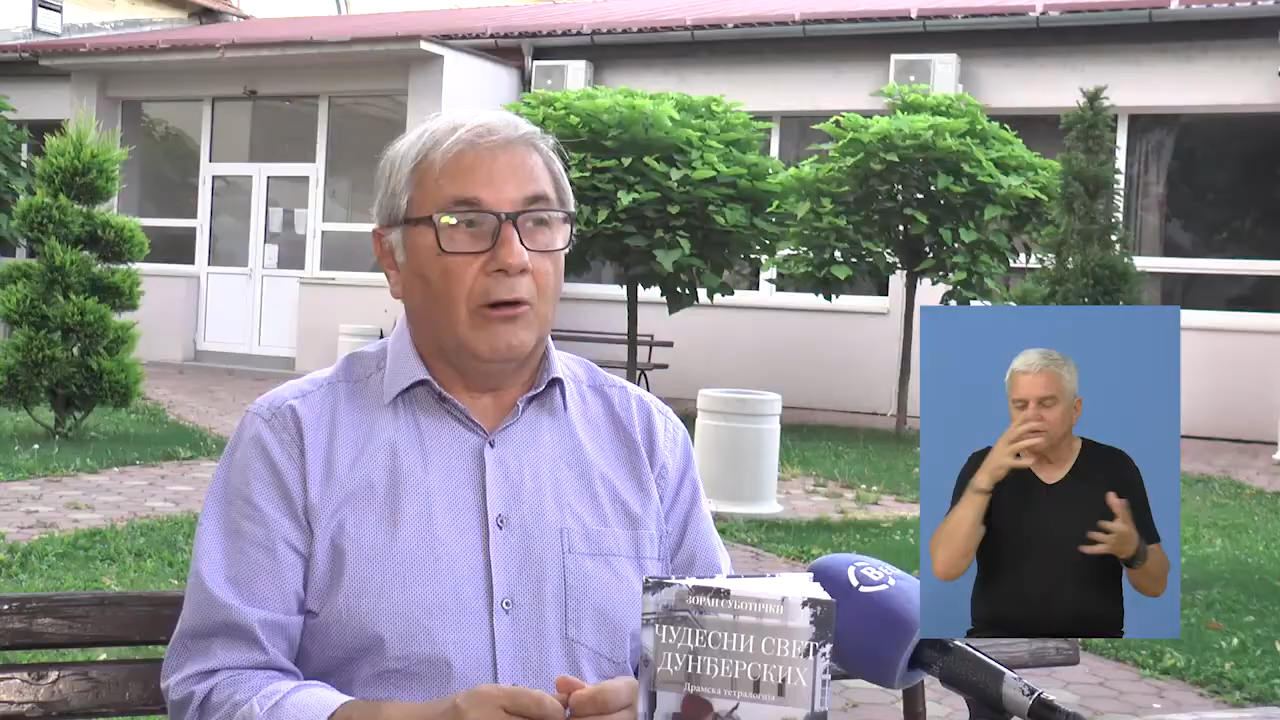 ЗОРАН СУБОТИЧКИ
ЧУДЕСНИ СВЕТ
ДУНЂЕРСКИХ
Драмска тетралогија